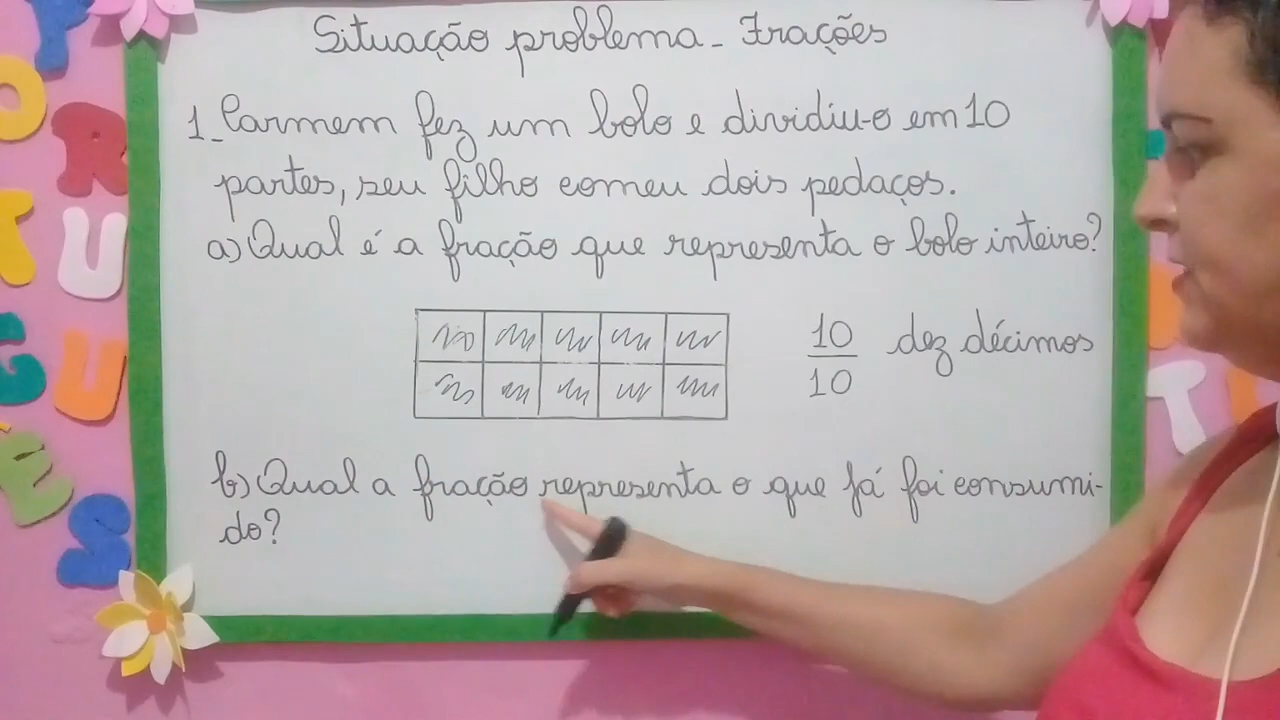 Situação problema - Frações
1- Carmem fez um bolo e dividiu-o em 10
partes, seu filho comeu dois pedaços.
a) Qual é a fração que representa o bolo inteiro?
10
10
dez décimos
b) Qual a fração representa o que já foi consumi-
do?